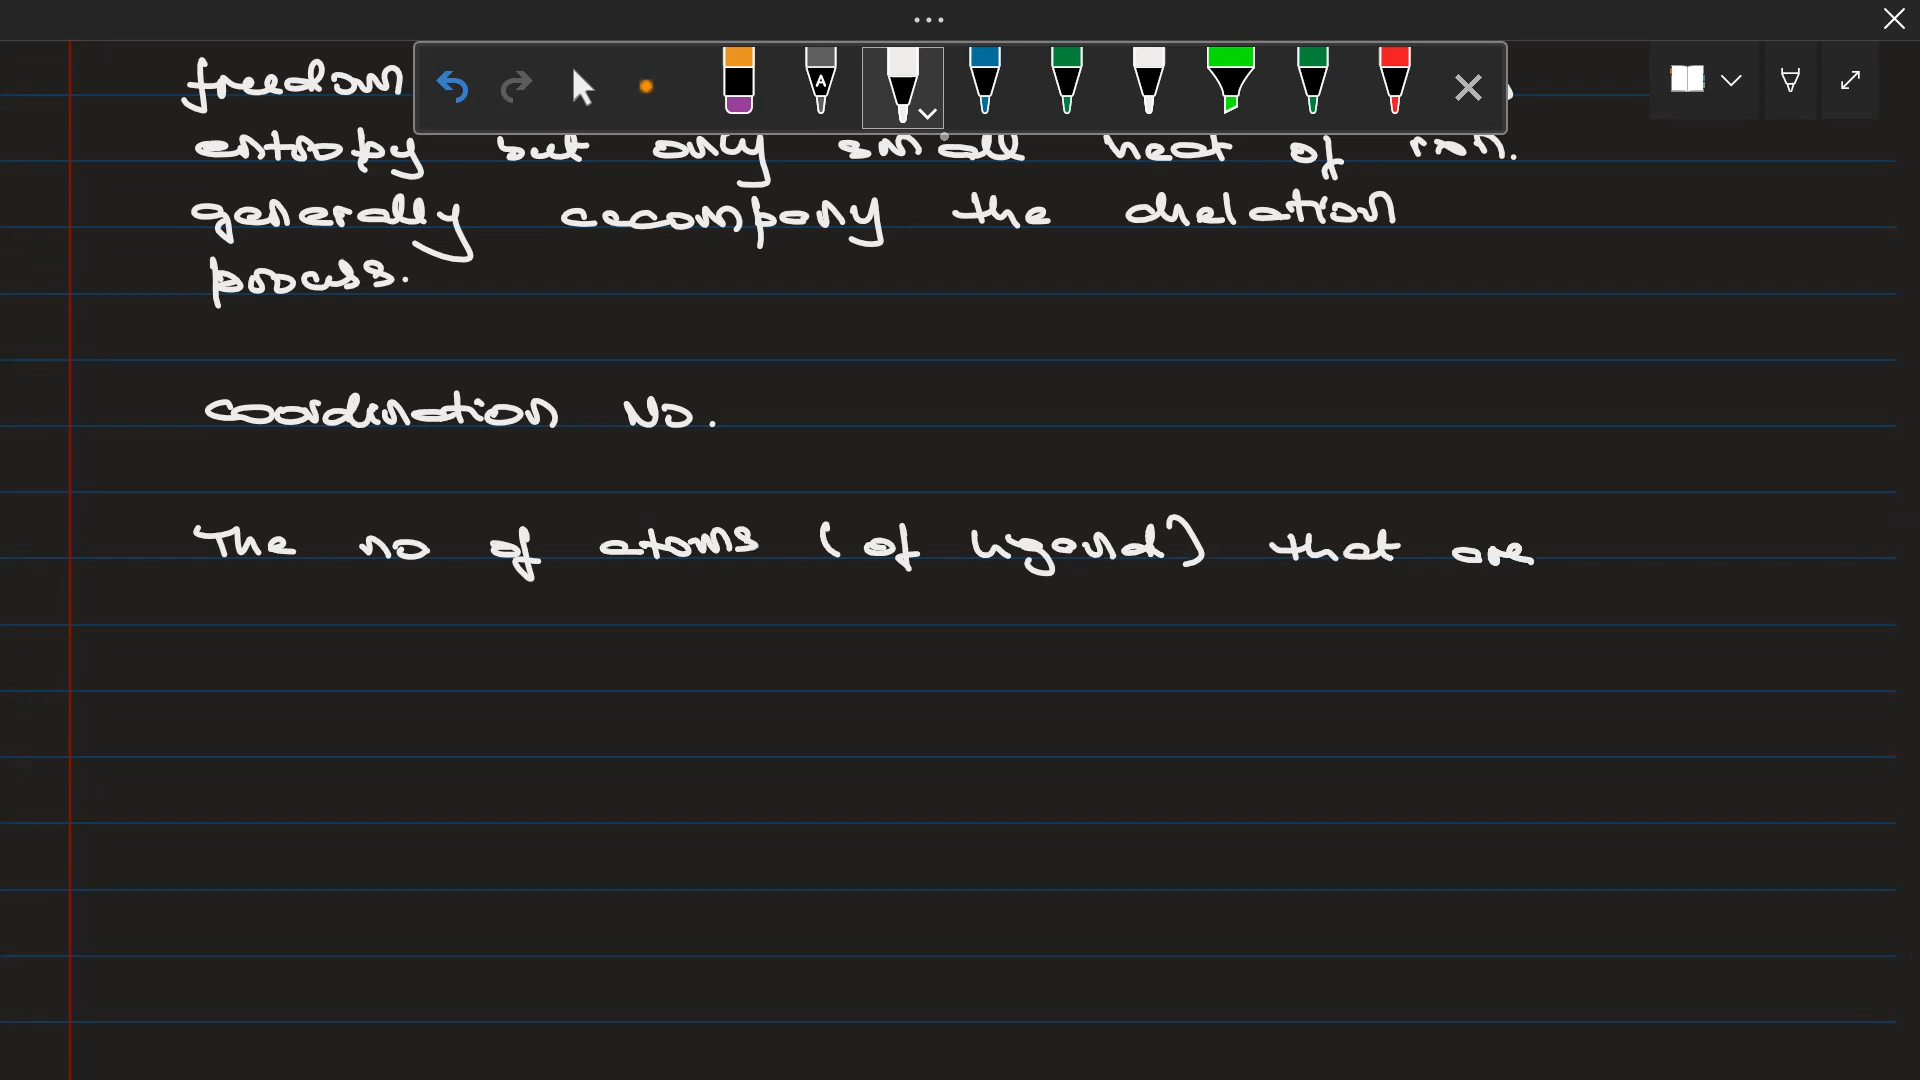 freedom
entropy but only small heat of rxn.
generally accompany the chelation
process.
coordination No.
The no of atoms (of ligand) that are